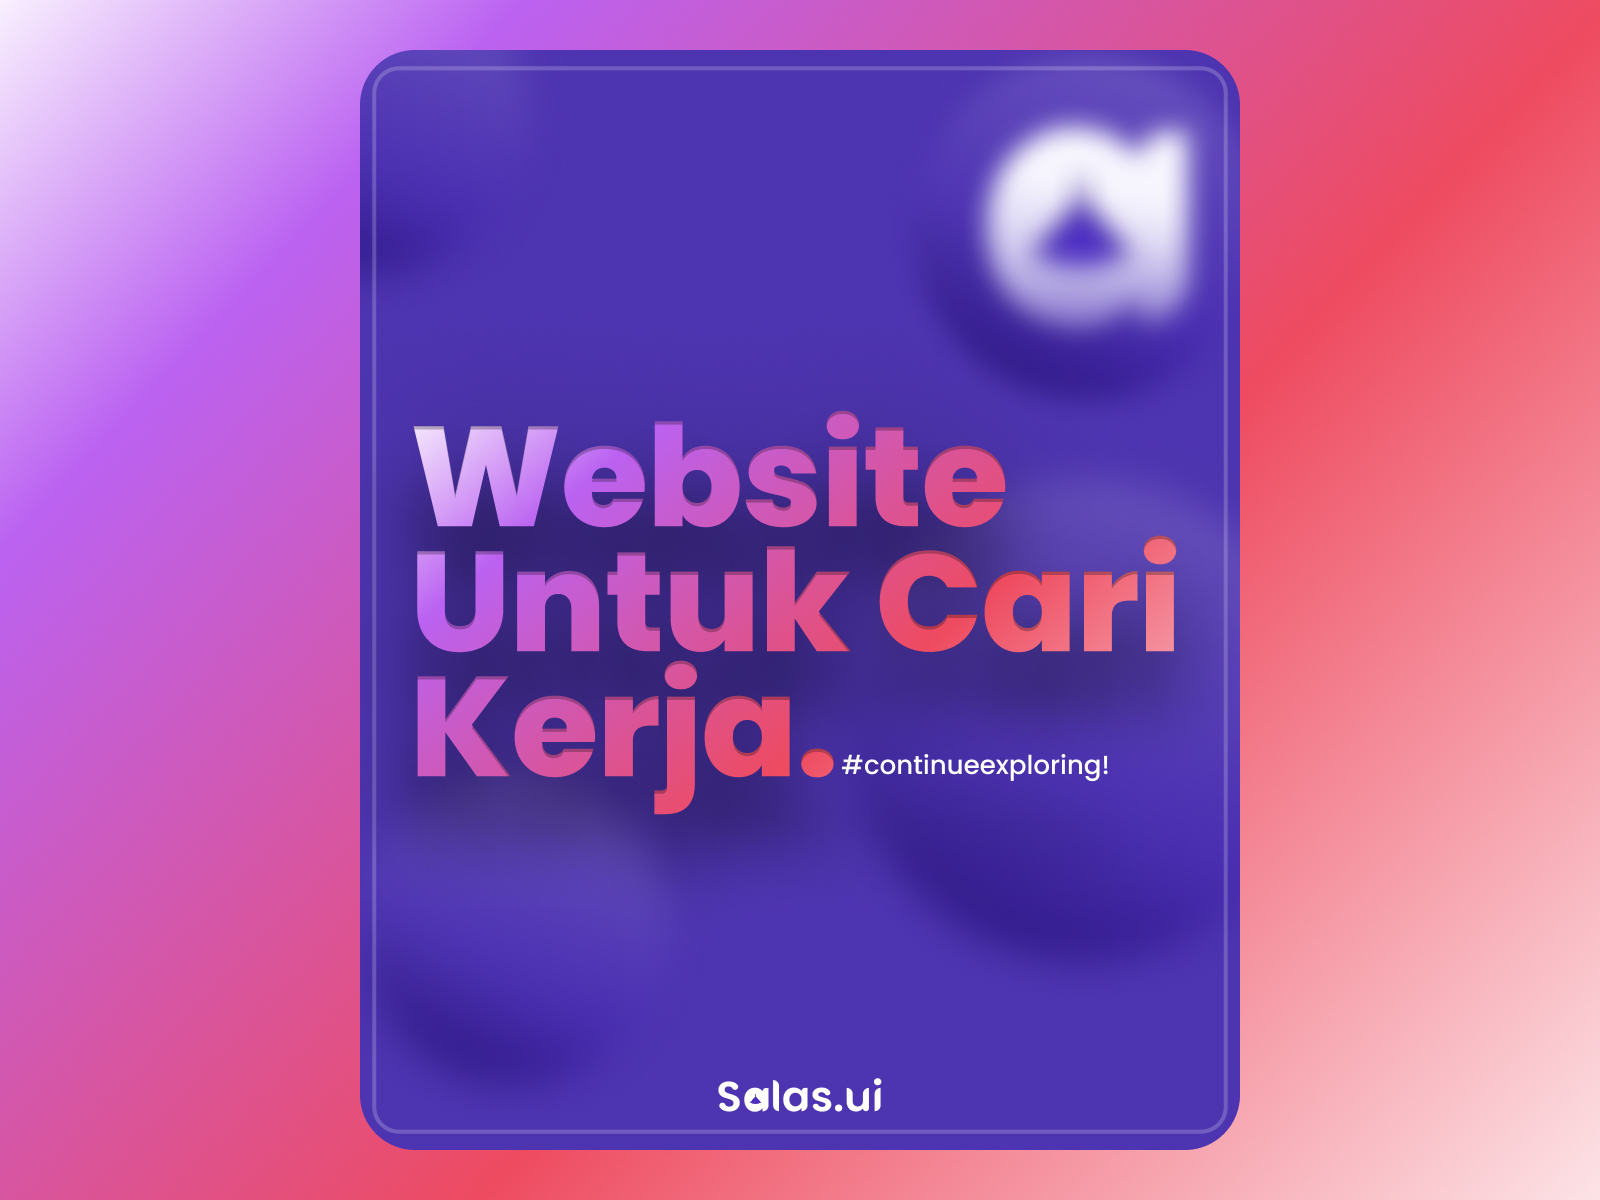 a
Website
Untuk Cari
Kerja.
#continueexploring!
Salas.ui